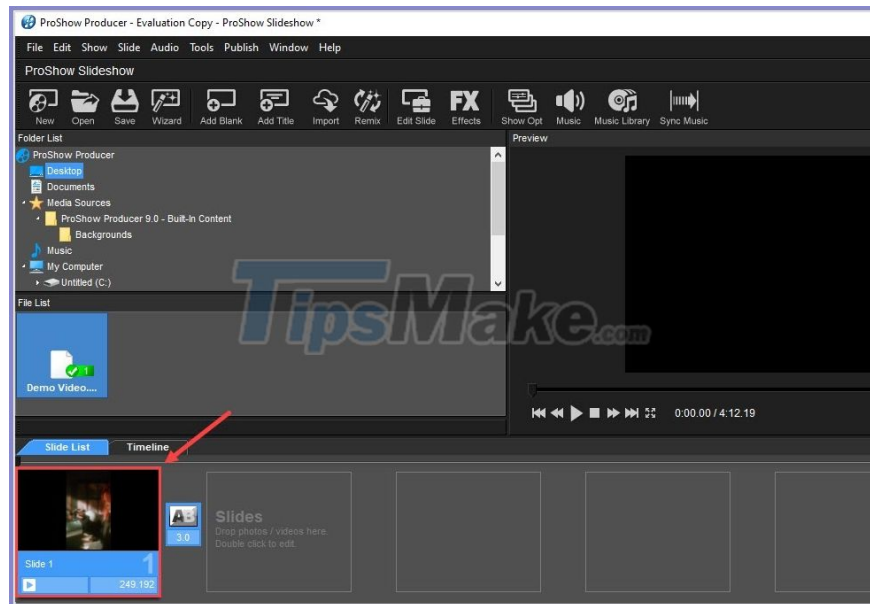 ProShow Producer - Evaluation Copy - ProShow Slideshow *
File Edit Show Slide Audio Tools Publish Window Help
ProShow Slideshow
New Open Save Wizard Add Blank Add Title Import Remix Edit Slide Effects Show Opt Music Music Library Sync Music
FX
Folder List
Preview
ProShow Producer
Desktop
Documents
Media Sources
ProShow Producer 9.0 - Built-In Content
Backgrounds
Music
My Computer
Untitled (C:)
TipsMake.com
File List
1
Demo Video....
0:00.00 / 4:12.19
Slide List Timeline
AB
3.0
Slides
Drop photos / videos here.
Double click to edit.
Slide 1
1
249.192